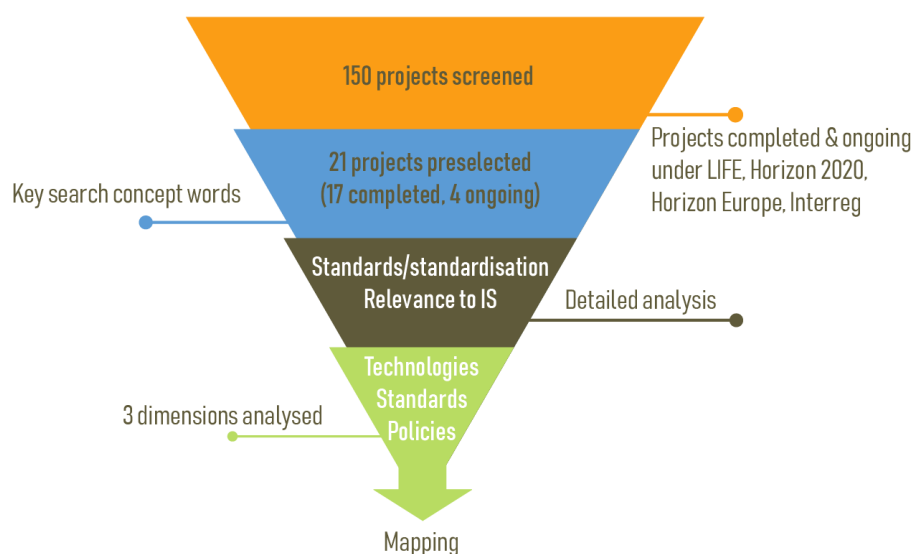 150 projects screened
Projects completed & ongoing
under LIFE, Horizon 2020,
Horizon Europe, Interreg
21 projects preselected
(17 completed, 4 ongoing)
Key search concept words
Standards/standardisation
Relevance to IS
Detailed analysis
Technologies
Standards
Policies
3 dimensions analysed
Mapping